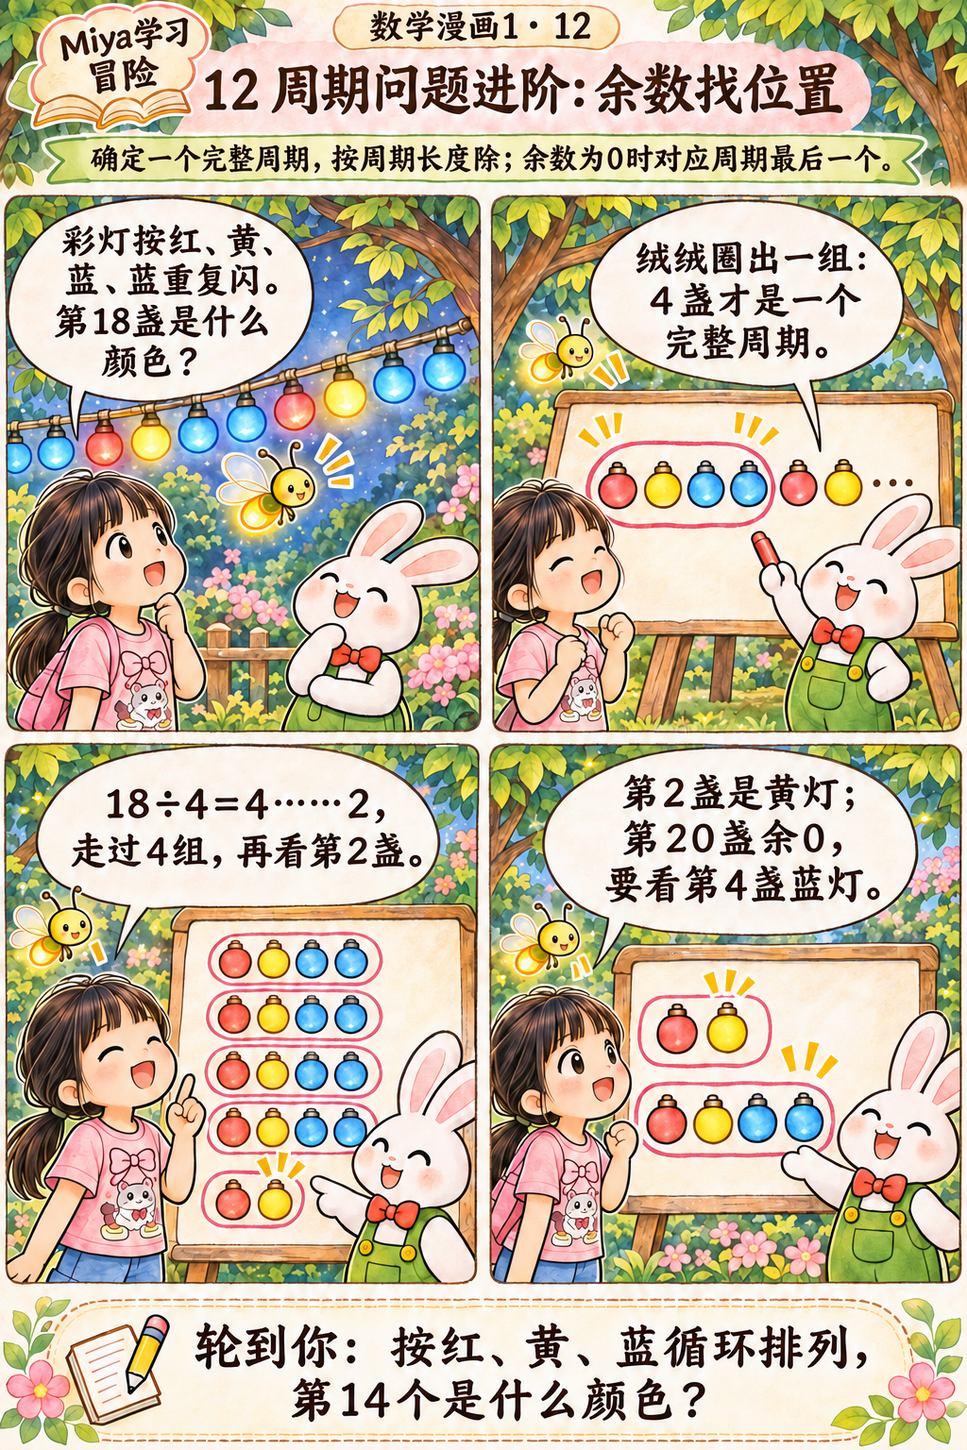 Miya学习
冒险
数学漫画1·12
12 周期问题进阶:余数找位置
确定一个完整周期,按周期长度除;余数为0时对应周期最后一个。
彩灯按红、黄、
蓝、蓝重复闪。
第18盏是什么
颜色?
绒绒圈出一组:
4盏才是一个
完整周期。
18÷4=4……2,
走过4组,再看第2盏。
第2盏是黄灯;
第20盏余0,
要看第4盏蓝灯。
轮到你:按红、黄、蓝循环排列,
第14个是什么颜色?